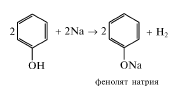 2 + 2Na → 2 + H₂
OH
ONa
фенолят натрия